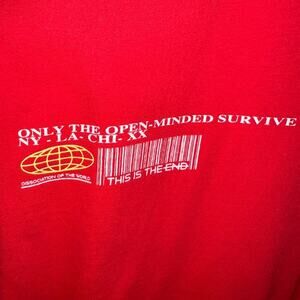 ONLY THE OPEN-MINDED SURVIVE
NY - LA- CHI- XX
DISSOCIATION OF THE WORLD
THIS IS THE END